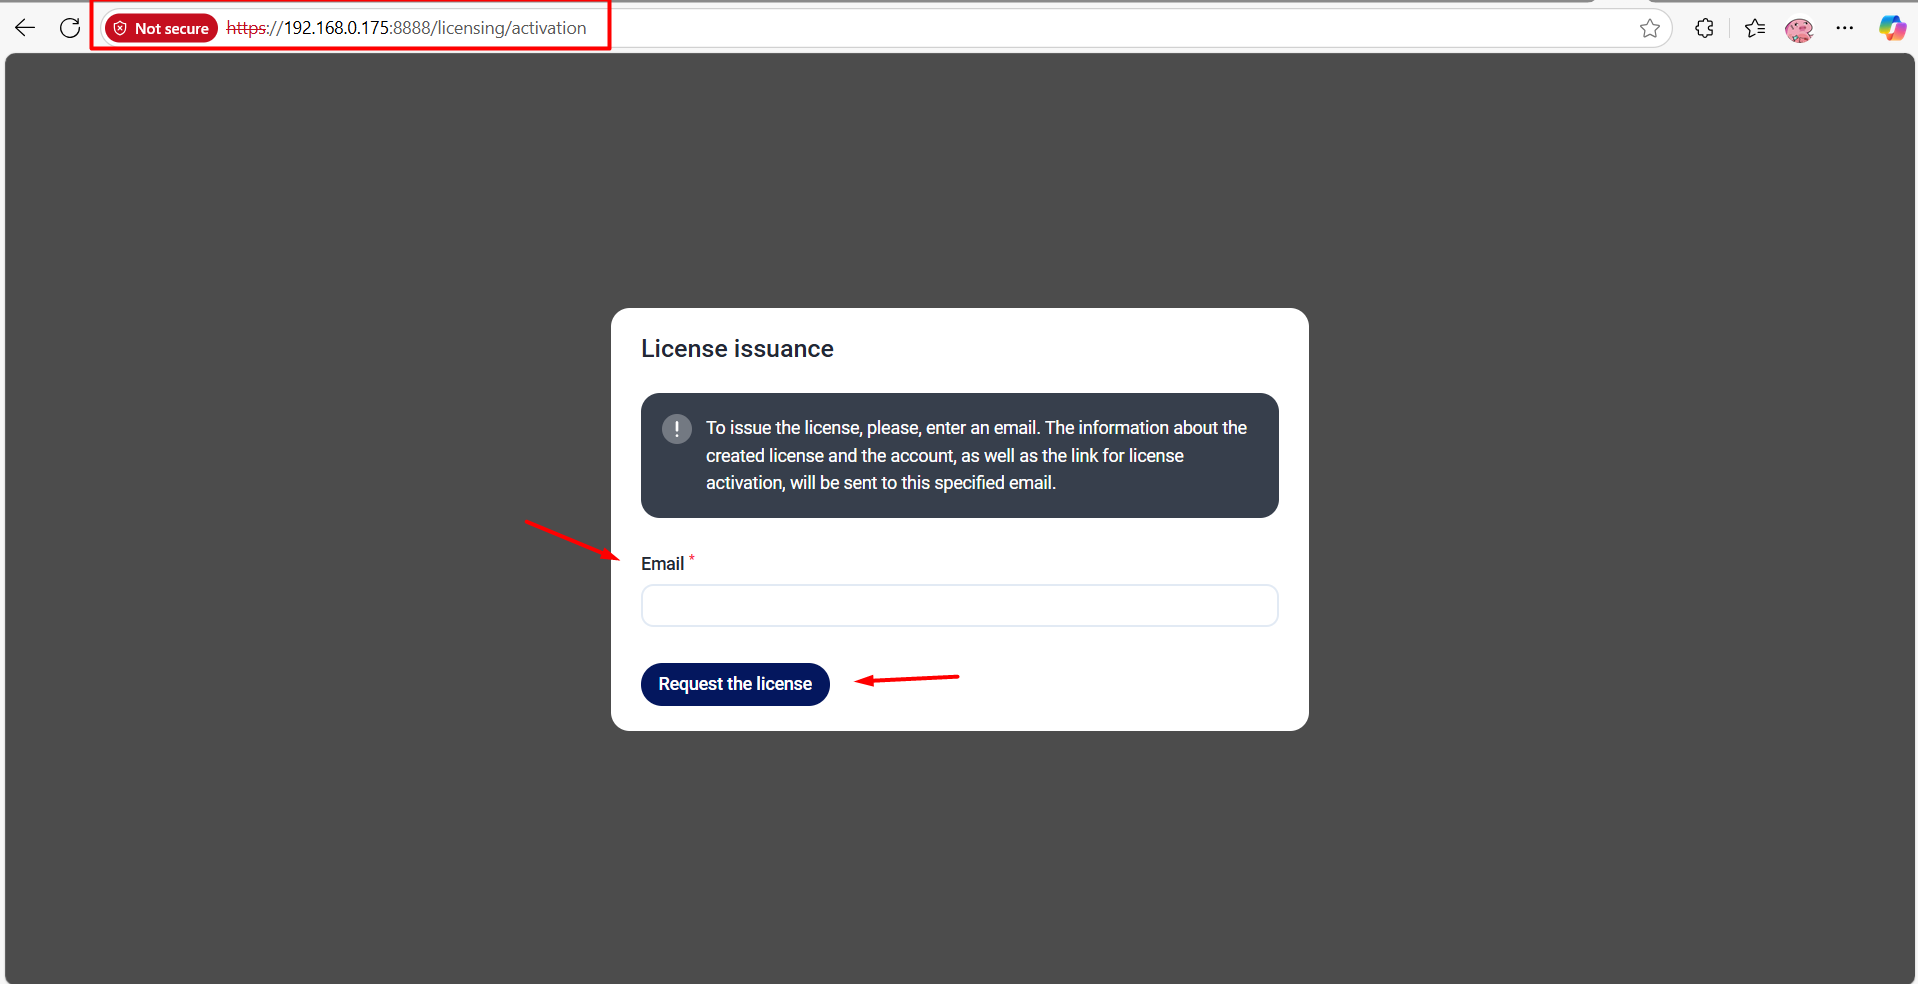 Not secure https://192.168.0.175:8888/licensing/activation
License issuance
! To issue the license, please, enter an email. The information about the
created license and the account, as well as the link for license
activation, will be sent to this specified email.
Email *
Request the license